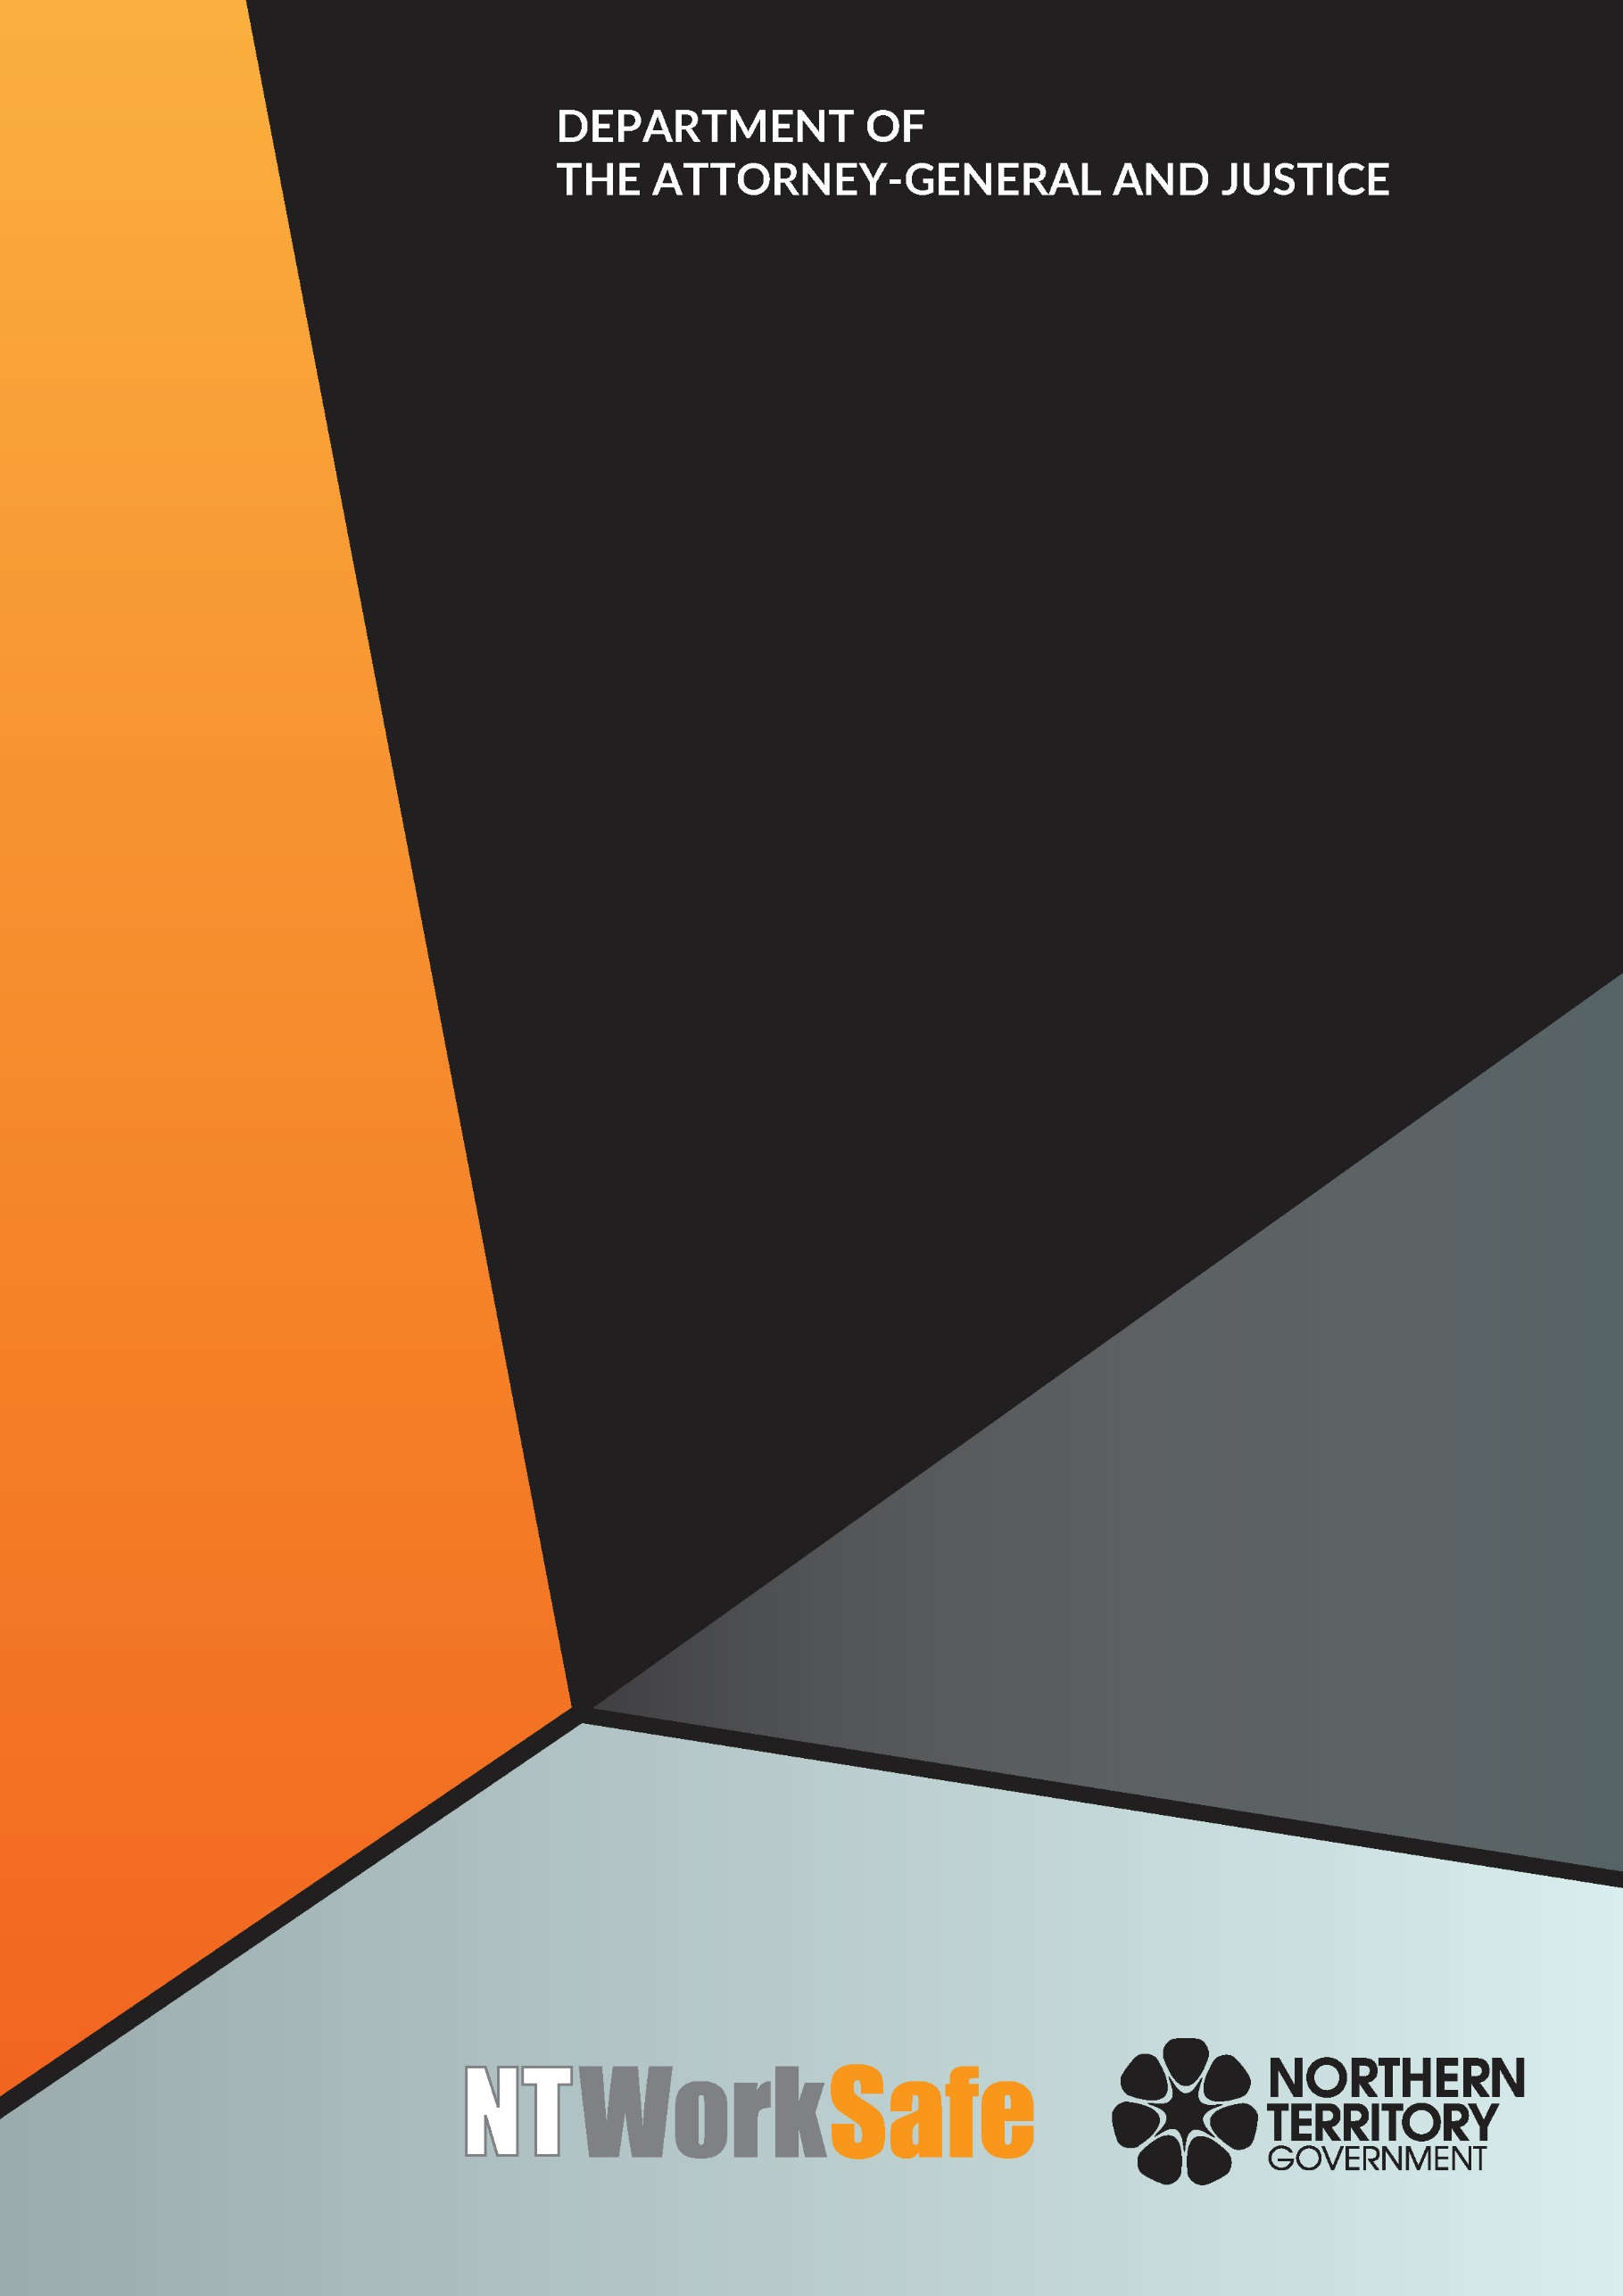 DEPARTMENT OF
THE ATTORNEY-GENERAL AND JUSTICE
NTWorkSafe
NORTHERN
TERRITORY
GOVERNMENT